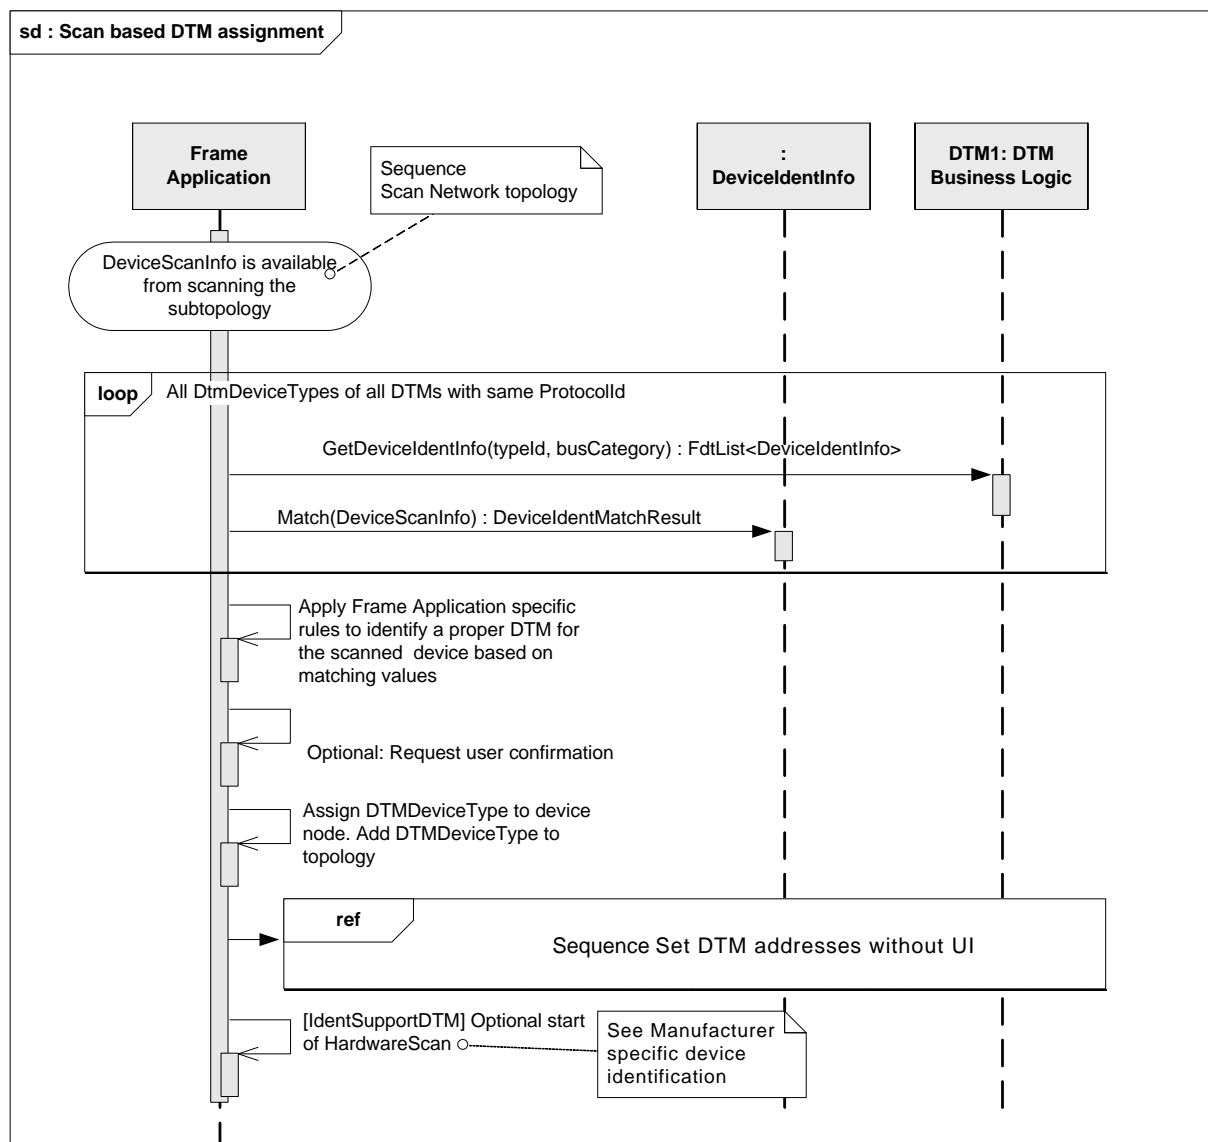 sd : Scan based DTM assignment
Frame
Application
Sequence
Scan Network topology
:
DeviceIdentInfo
DTM1: DTM
Business Logic
DeviceScanInfo is available
from scanning the
subtopology
loop
All DtmDeviceTypes of all DTMs with same ProtocolId
GetDeviceIdentInfo(typeId, busCategory) : FdtList<DeviceIdentInfo>
Match(DeviceScanInfo) : DeviceIdentMatchResult
Apply Frame Application specific
rules to identify a proper DTM for
the scanned device based on
matching values
Optional: Request user confirmation
Assign DTMDeviceType to device
node. Add DTMDeviceType to
topology
ref
Sequence Set DTM addresses without UI
[IdentSupportDTM] Optional start
of HardwareScan
See Manufacturer
specific device
identification